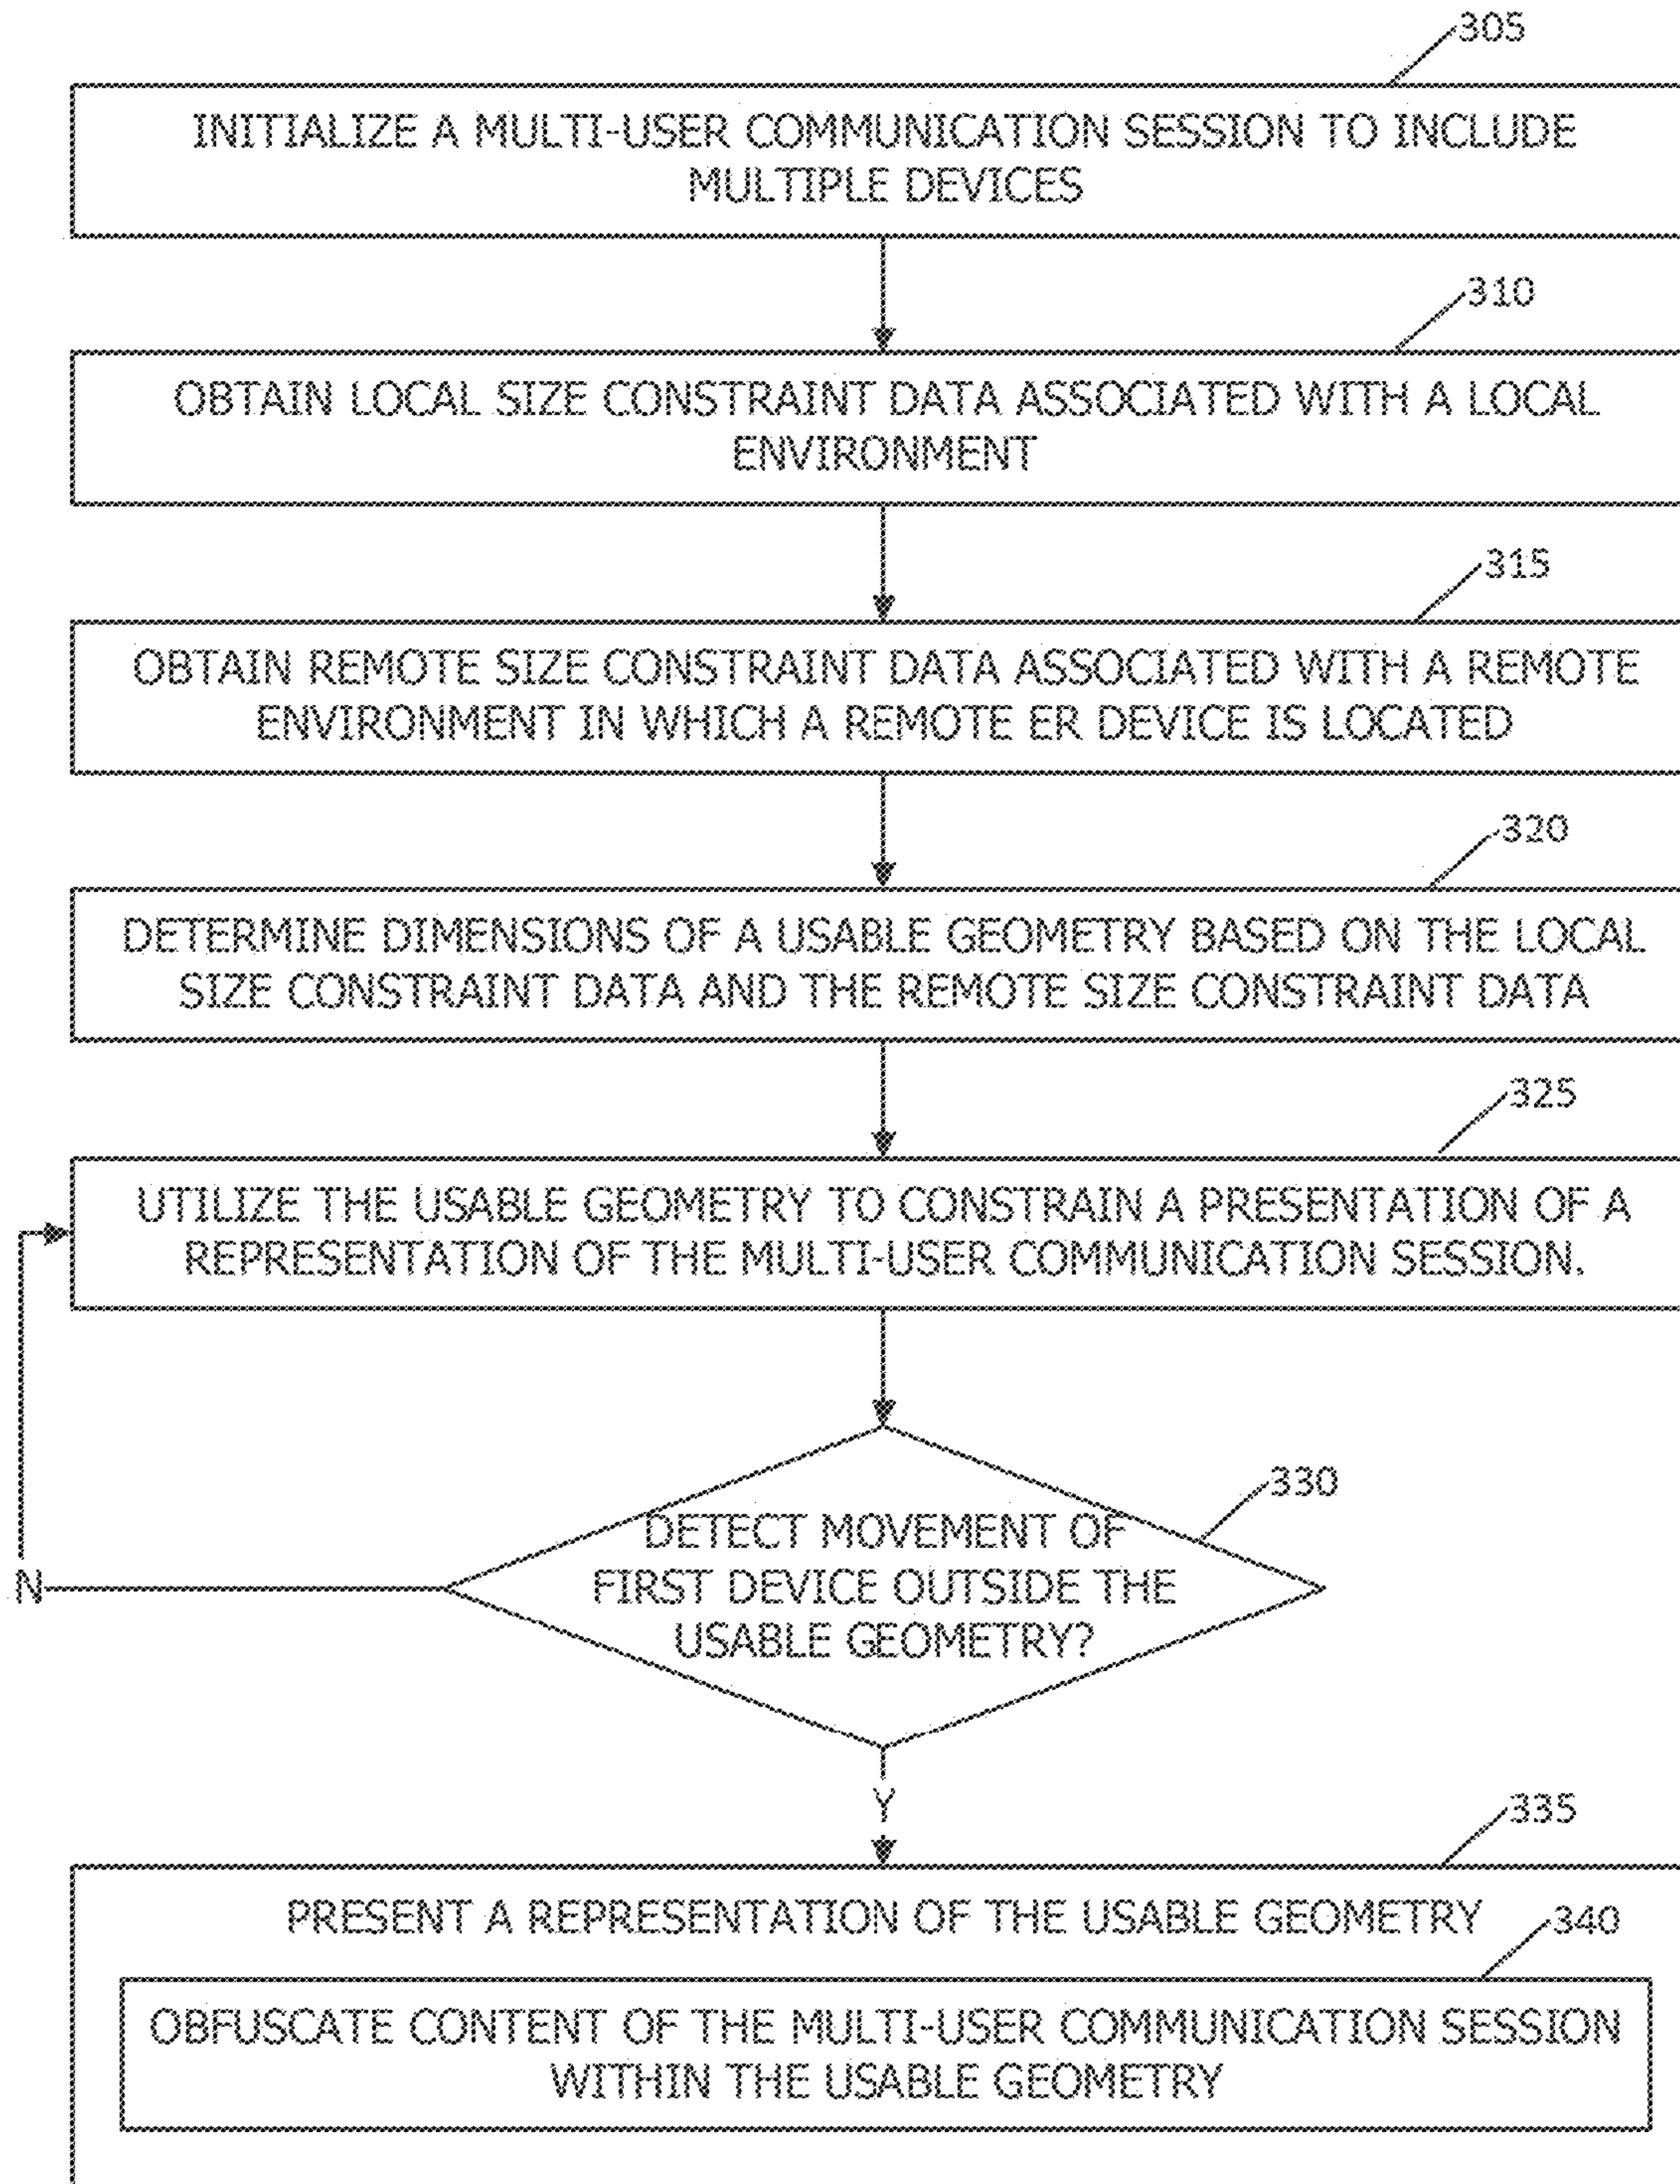 305
INITIALIZE A MULTI-USER COMMUNICATION SESSION TO INCLUDE
MULTIPLE DEVICES
310
OBTAIN LOCAL SIZE CONSTRAINT DATA ASSOCIATED WITH A LOCAL
ENVIRONMENT
315
OBTAIN REMOTE SIZE CONSTRAINT DATA ASSOCIATED WITH A REMOTE
ENVIRONMENT IN WHICH A REMOTE ER DEVICE IS LOCATED
320
DETERMINE DIMENSIONS OF A USABLE GEOMETRY BASED ON THE LOCAL
SIZE CONSTRAINT DATA AND THE REMOTE SIZE CONSTRAINT DATA
325
UTILIZE THE USABLE GEOMETRY TO CONSTRAIN A PRESENTATION OF A
REPRESENTATION OF THE MULTI-USER COMMUNICATION SESSION.
330
DETECT MOVEMENT OF
FIRST DEVICE OUTSIDE THE
USABLE GEOMETRY?
N
Y
335
PRESENT A REPRESENTATION OF THE USABLE GEOMETRY
340
OBFUSCATE CONTENT OF THE MULTI-USER COMMUNICATION SESSION
WITHIN THE USABLE GEOMETRY